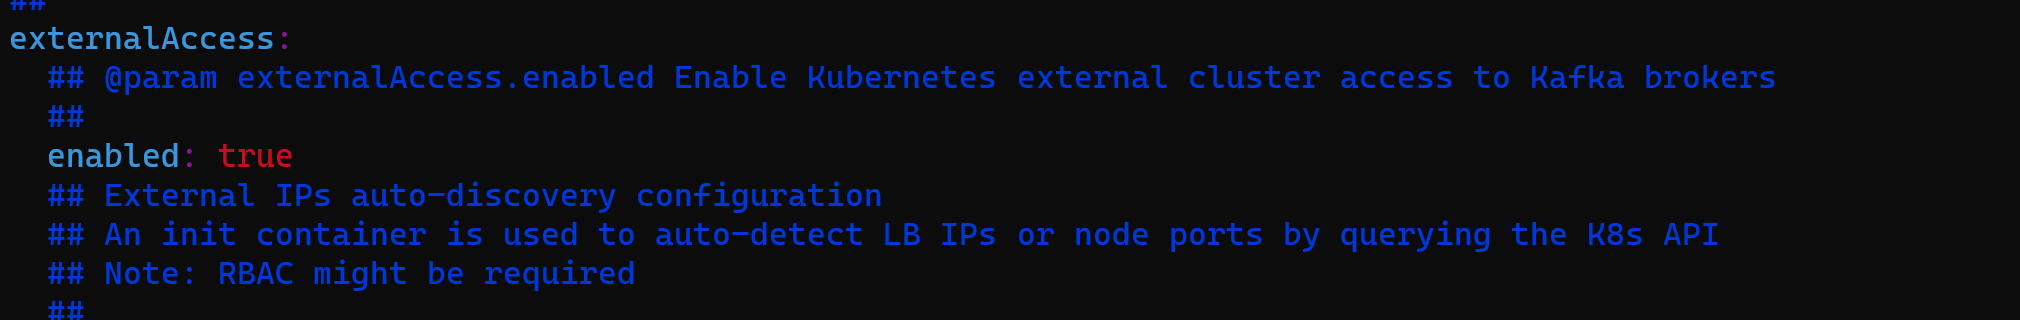 ##
externalAccess:
  ## @param externalAccess.enabled Enable Kubernetes external cluster access to Kafka brokers
  ##
  enabled: true
  ## External IPs auto-discovery configuration
  ## An init container is used to auto-detect LB IPs or node ports by querying the K8s API
  ## Note: RBAC might be required
  ##